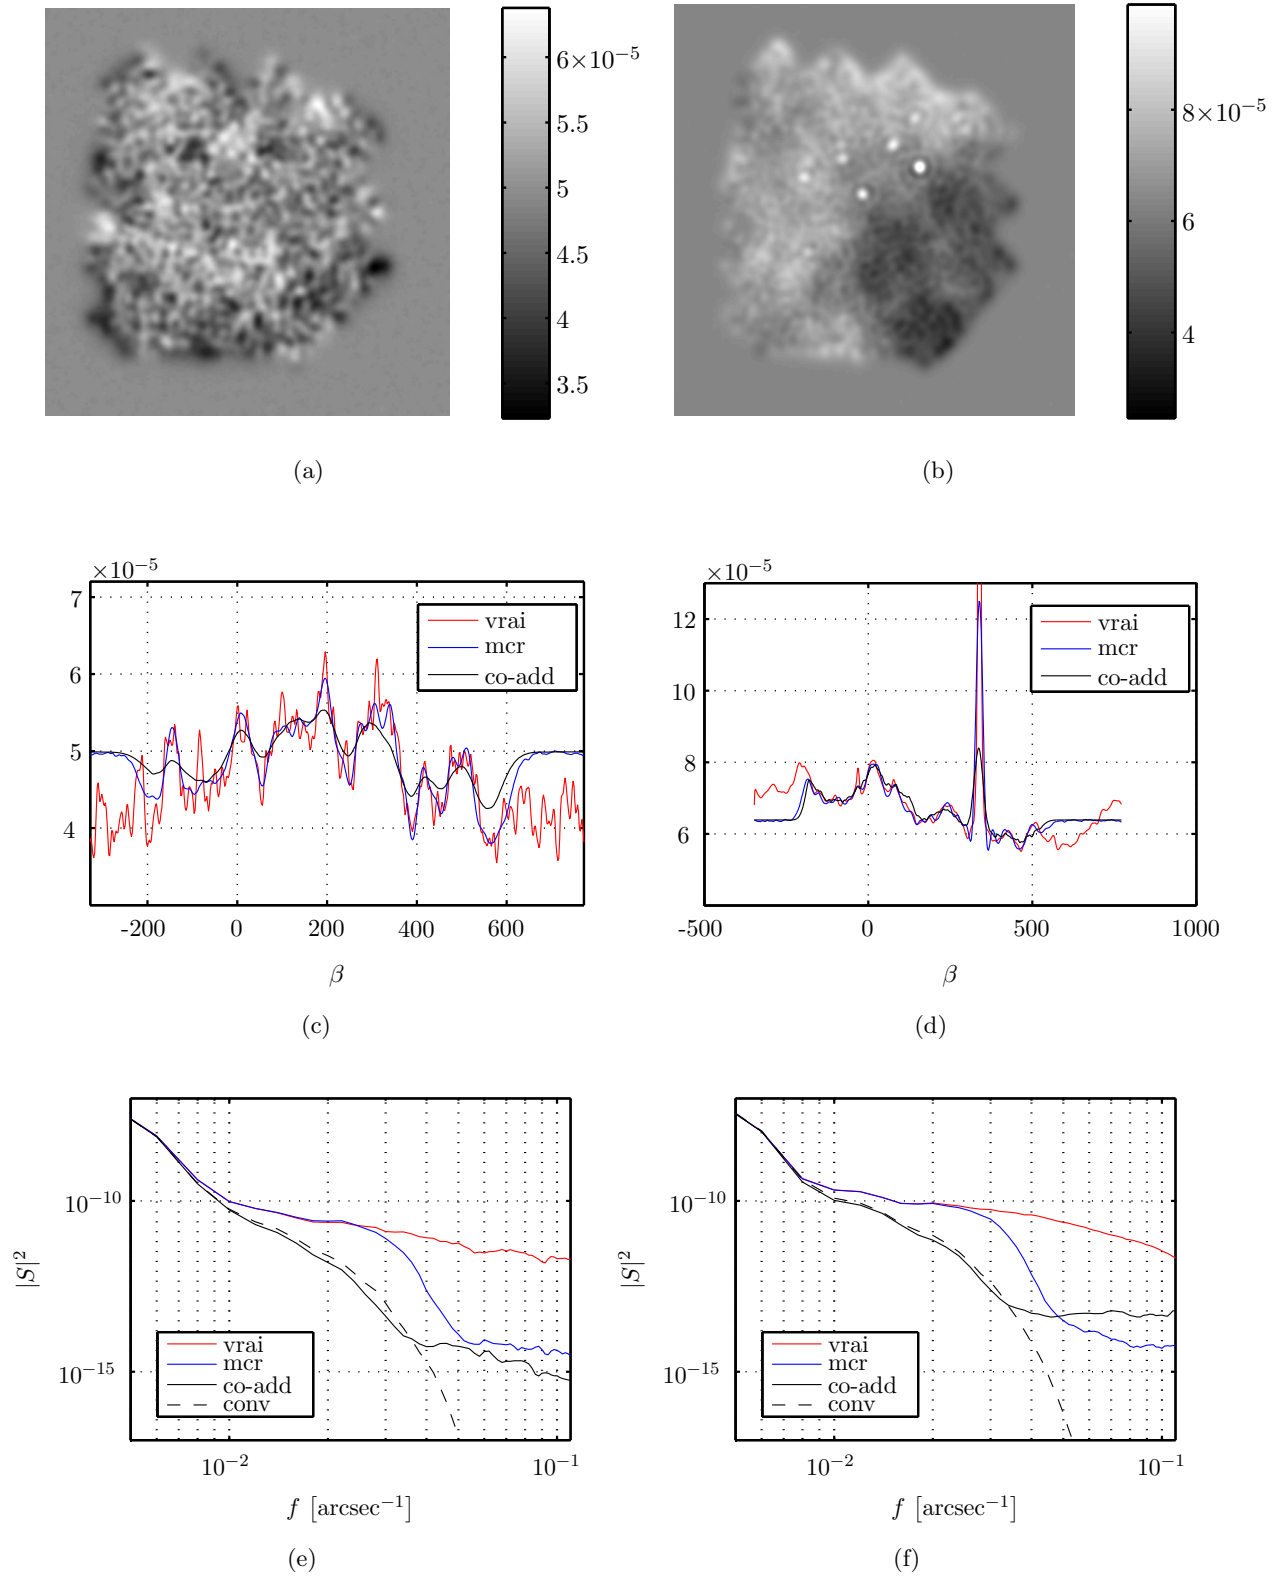 6×10⁻⁵
5.5
5
4.5
4
3.5
(a)
8×10⁻⁵
6
4
(b)
×10⁻⁵
7
6
5
4
vrai
mcr
co-add
-200
0
200
400
600
β
(c)
×10⁻⁵
12
10
8
6
vrai
mcr
co-add
-500
0
500
1000
β
(d)
10⁻¹⁰
10⁻¹⁵
|S|²
vrai
mcr
co-add
conv
10⁻²
10⁻¹
f [arcsec⁻¹]
(e)
10⁻¹⁰
10⁻¹⁵
|S|²
vrai
mcr
co-add
conv
10⁻²
10⁻¹
f [arcsec⁻¹]
(f)